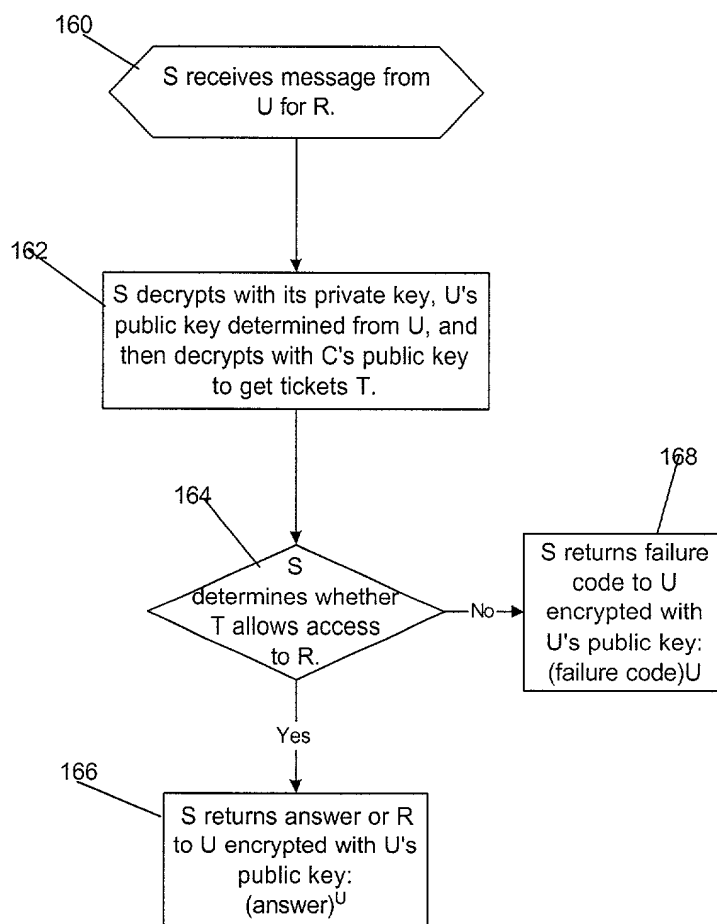 160
S receives message from
U for R.
162
S decrypts with its private key, U's
public key determined from U, and
then decrypts with C's public key
to get tickets T.
164
S
determines whether
T allows access
to R.
No
168
S returns failure
code to U
encrypted with
U's public key:
(failure code)U
Yes
166
S returns answer or R
to U encrypted with U's
public key:
(answer)U